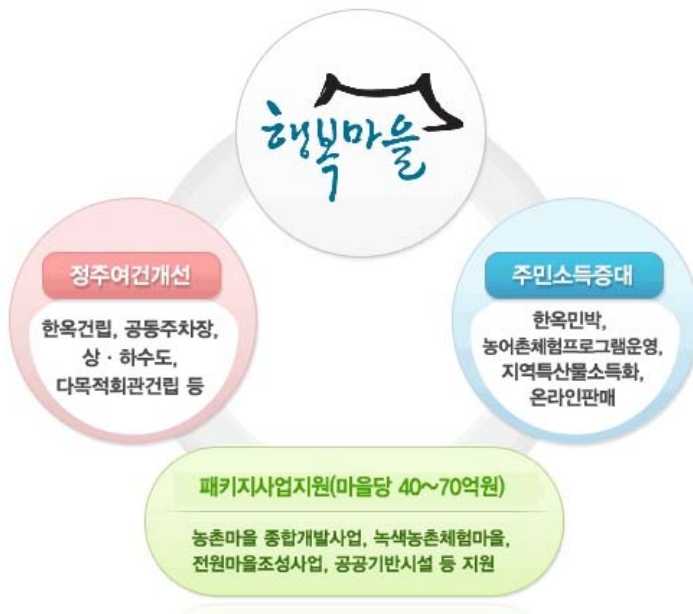 행복마을
정주여건개선
한옥건립, 공동주차장,
상 · 하수도,
다목적회관건립 등
주민소득증대
한옥민박,
농어촌체험프로그램운영,
지역특산물소득화,
온라인판매
패키지사업지원(마을당 40~70억원)
농촌마을 종합개발사업, 녹색농촌체험마을,
전원마을조성사업, 공공기반시설 등 지원